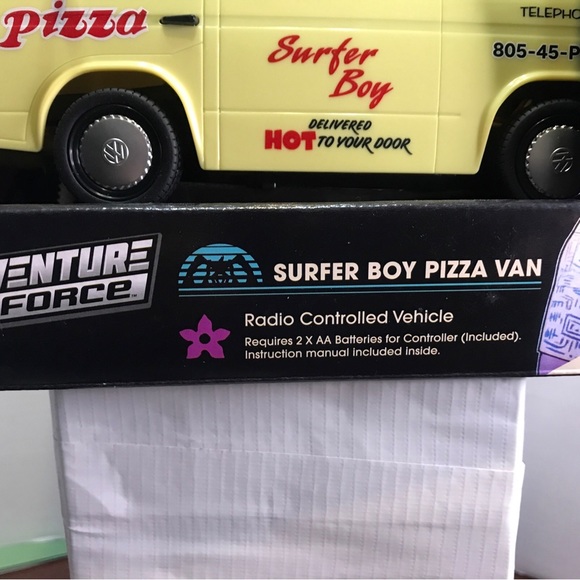 pizza
TELEPHO
805-45-P
Surfer
Boy
DELIVERED
HOT TO YOUR DOOR
VENTURE
FORCE™
SURFER BOY PIZZA VAN
Radio Controlled Vehicle
Requires 2 X AA Batteries for Controller (Included).
Instruction manual included inside.